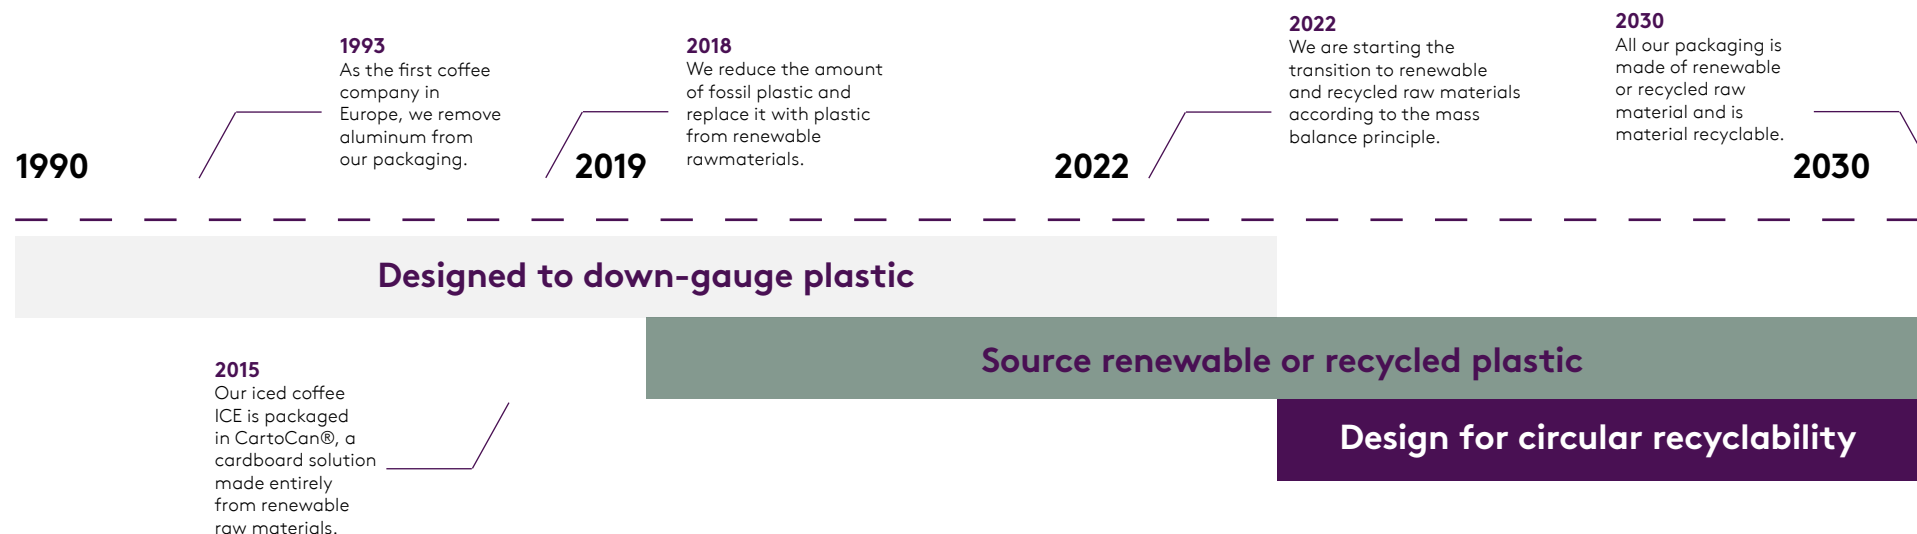 1993
As the first coffee
company in
Europe, we remove
aluminum from
our packaging.
2018
We reduce the amount
of fossil plastic and
replace it with plastic
from renewable
rawmaterials.
2022
We are starting the
transition to renewable
and recycled raw materials
according to the mass
balance principle.
2030
All our packaging is
made of renewable
or recycled raw
material and is
material recyclable.
1990
2019
2022
2030
Designed to down-gauge plastic
Source renewable or recycled plastic
Design for circular recyclability
2015
Our iced coffee
ICE is packaged
in CartoCan®, a
cardboard solution
made entirely
from renewable
raw materials.